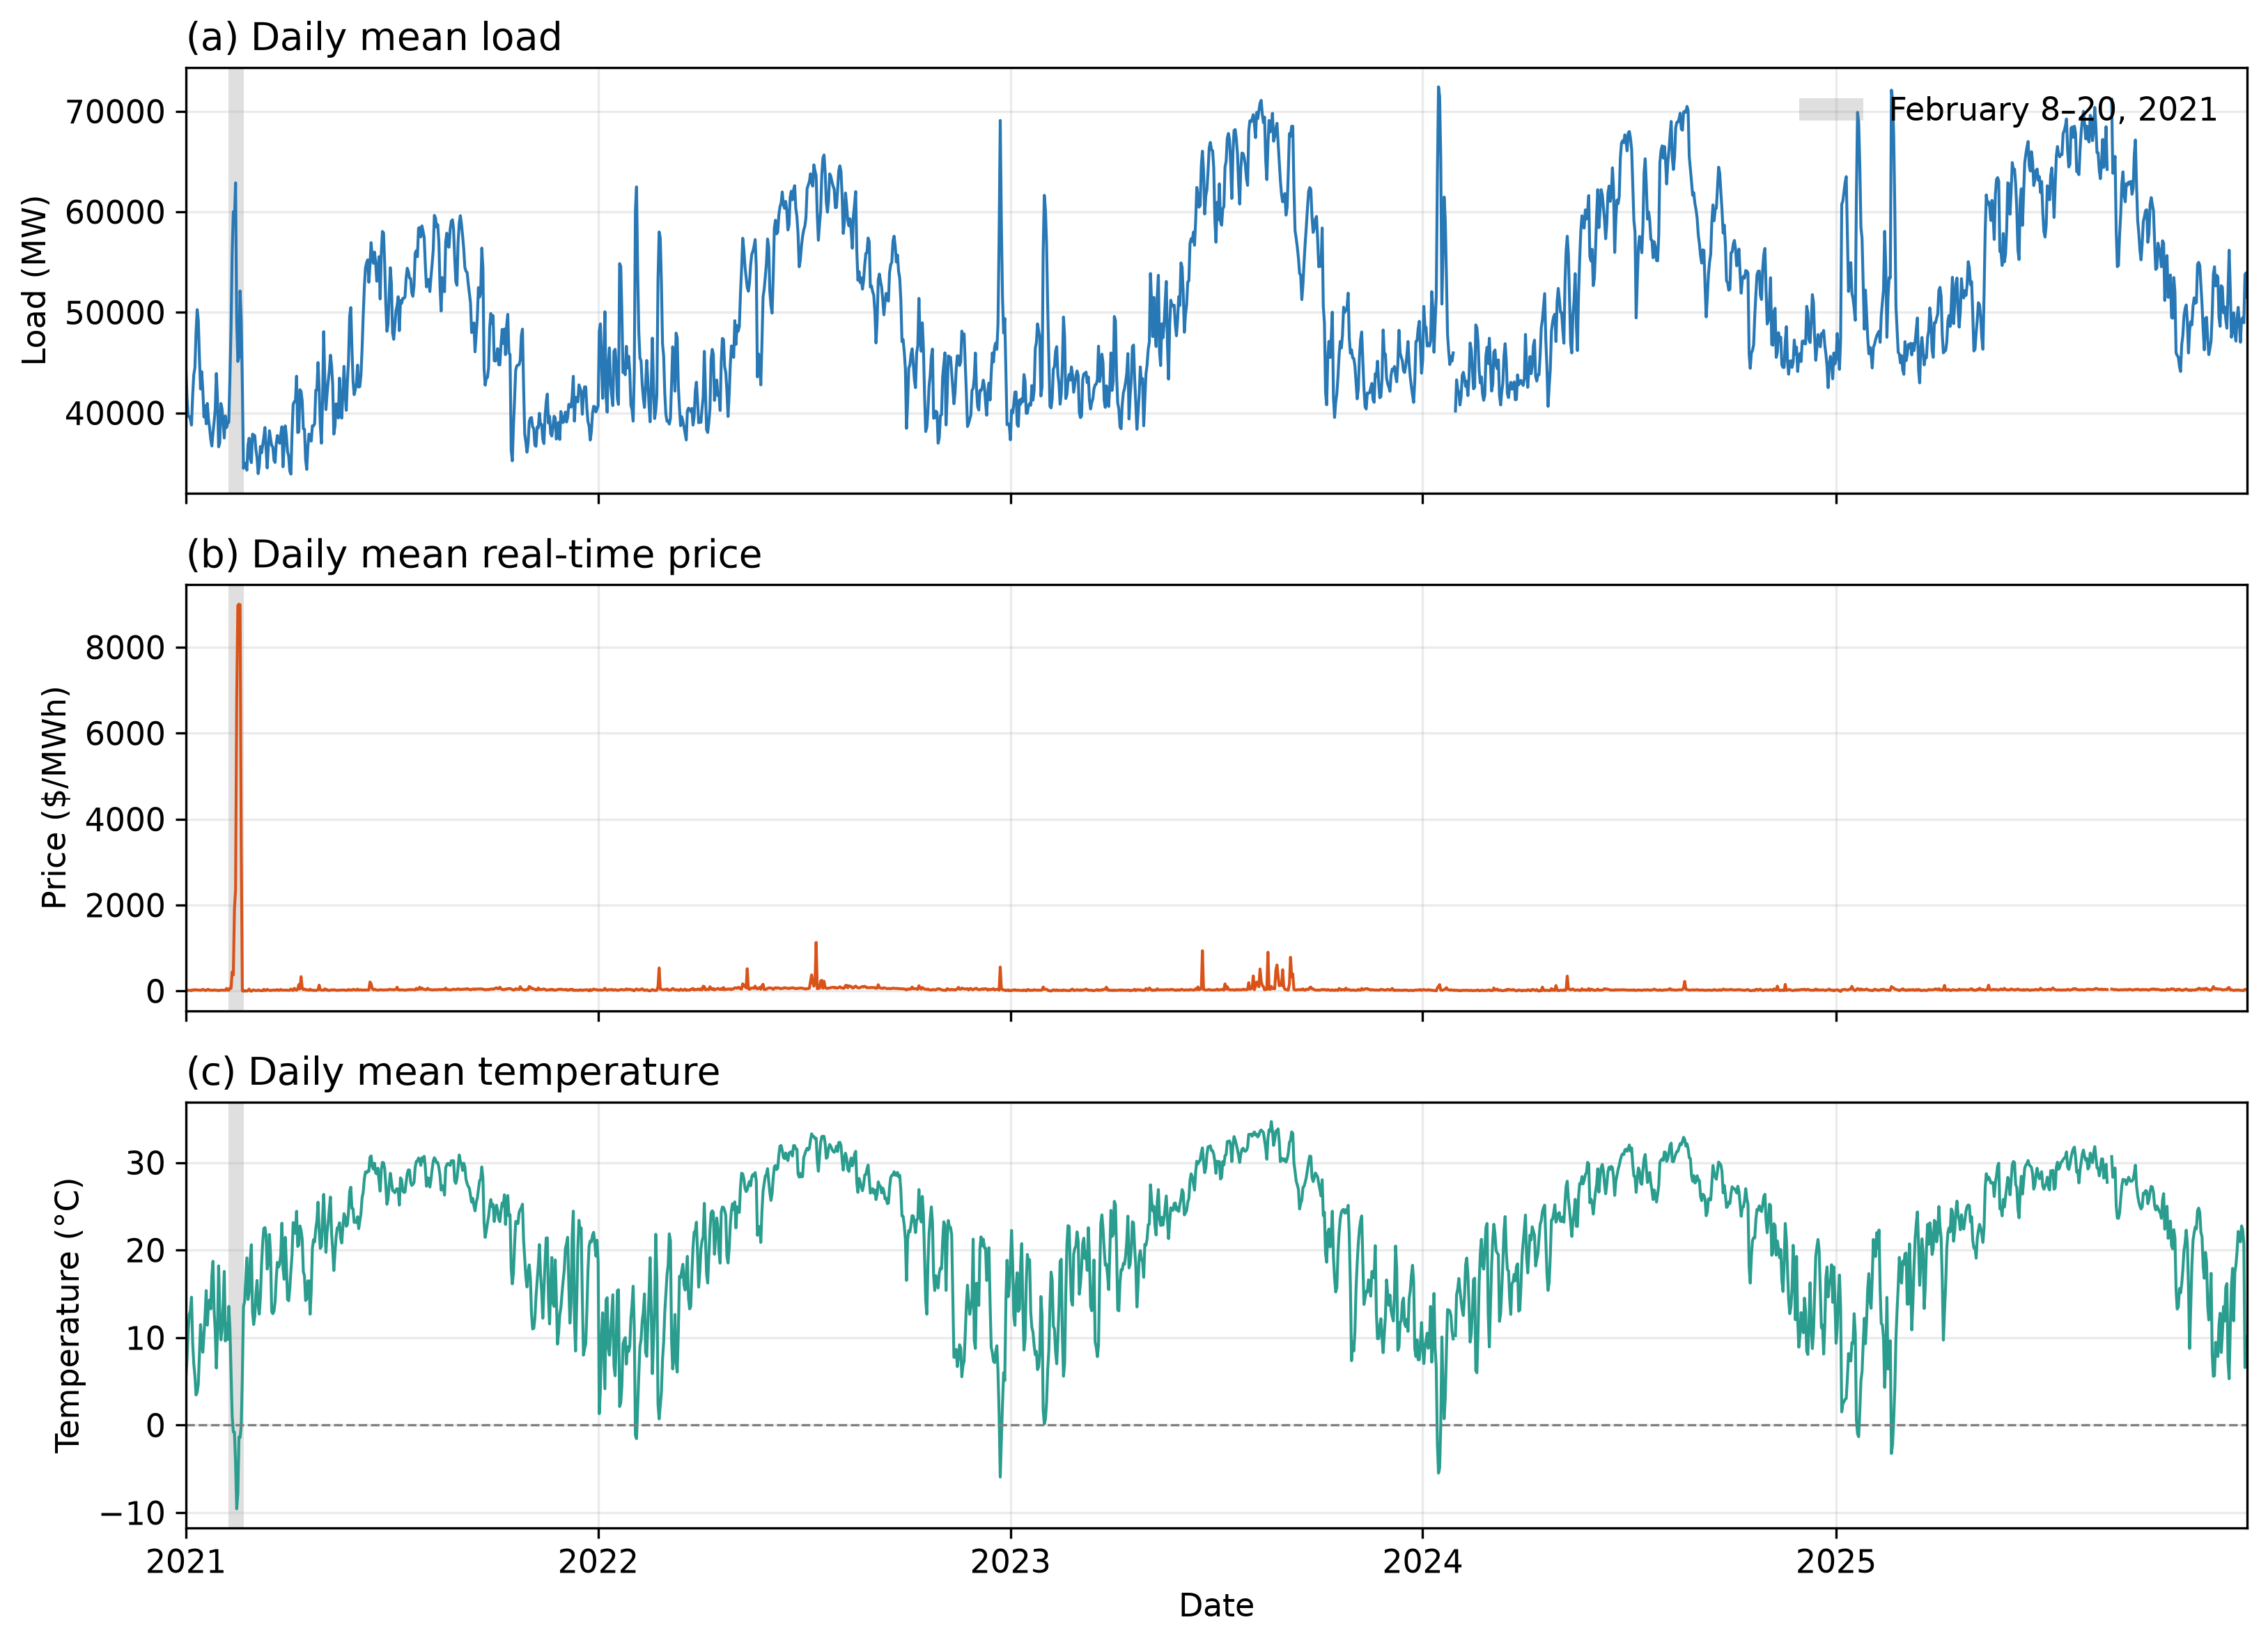 (a) Daily mean load
Load (MW)
70000
60000
50000
40000
February 8–20, 2021
(b) Daily mean real-time price
Price ($/MWh)
8000
6000
4000
2000
0
(c) Daily mean temperature
Temperature (°C)
30
20
10
0
−10
2021 2022 2023 2024 2025
Date